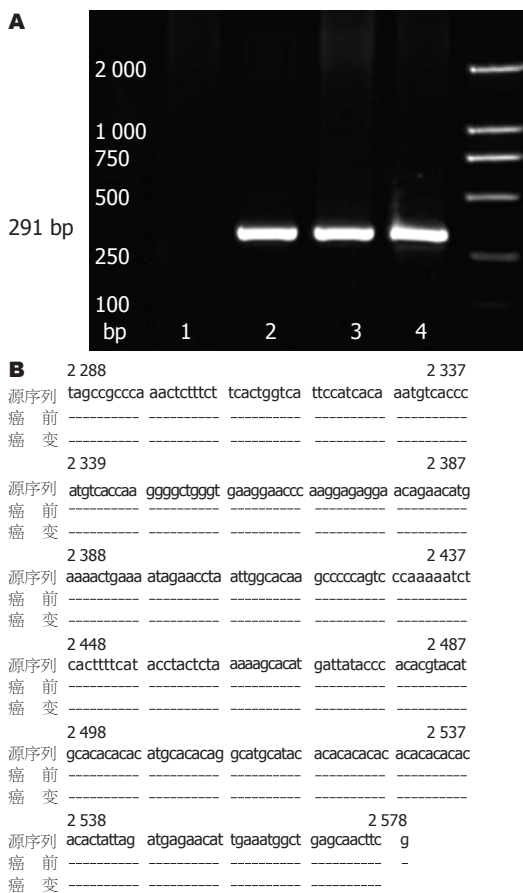 A
2 000
1 000
750
500
291 bp
250
100
bp 1 2 3 4
B
2 288 2 337
源序列 tagccgccca aactctttct tcactggtca ttccatcaca aatgtcaccc
癌 前 ---------- ---------- ---------- ---------- ----------
癌 变 ---------- ---------- ---------- ---------- ----------
2 339 2 387
源序列 atgtcaccaa ggggctgggt gaaggaaccc aaggagagga acagaacatg
癌 前 ---------- ---------- ---------- ---------- ----------
癌 变 ---------- ---------- ---------- ---------- ----------
2 388 2 437
源序列 aaaactgaaa atagaaccta attggcacaa gcccccagtc ccaaaaatct
癌 前 ---------- ---------- ---------- ---------- ----------
癌 变 ---------- ---------- ---------- ---------- ----------
2 448 2 487
源序列 cacttttcat acctactcta aaaagcacat gattataccc acacgtacat
癌 前 ---------- ---------- ---------- ---------- ----------
癌 变 ---------- ---------- ---------- ---------- ----------
2 498 2 537
源序列 gcacacacac atgcacacag gcatgcatac acacacacac acacacacac
癌 前 ---------- ---------- ---------- ---------- ----------
癌 变 ---------- ---------- ---------- ---------- ----------
2 538 2 578
源序列 acactattag atgagaacat tgaaatggct gagcaacttc g
癌 前 ---------- ---------- ---------- ---------- -
癌 变 ---------- ---------- ---------- ----------